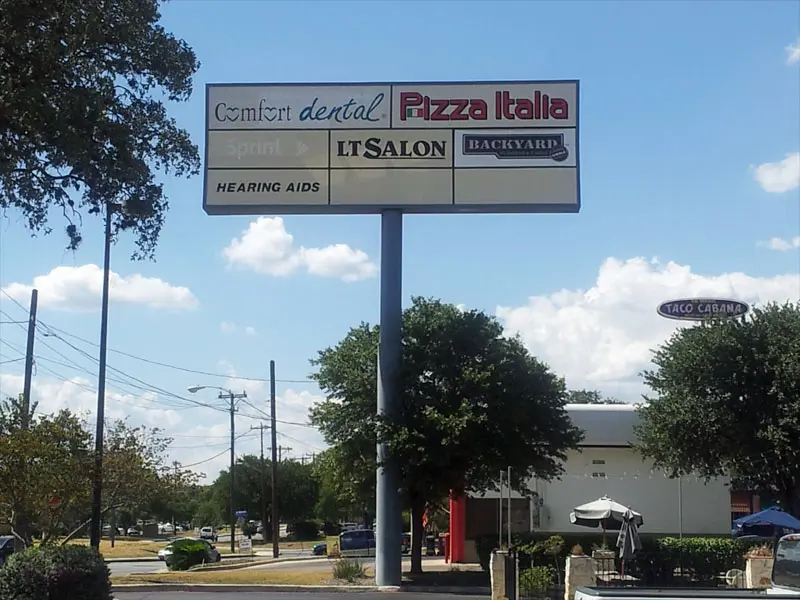 Comfort dental
Pizza Italia
Sprint
LT SALON
BACKYARD
HEARING AIDS
TACO CABANA